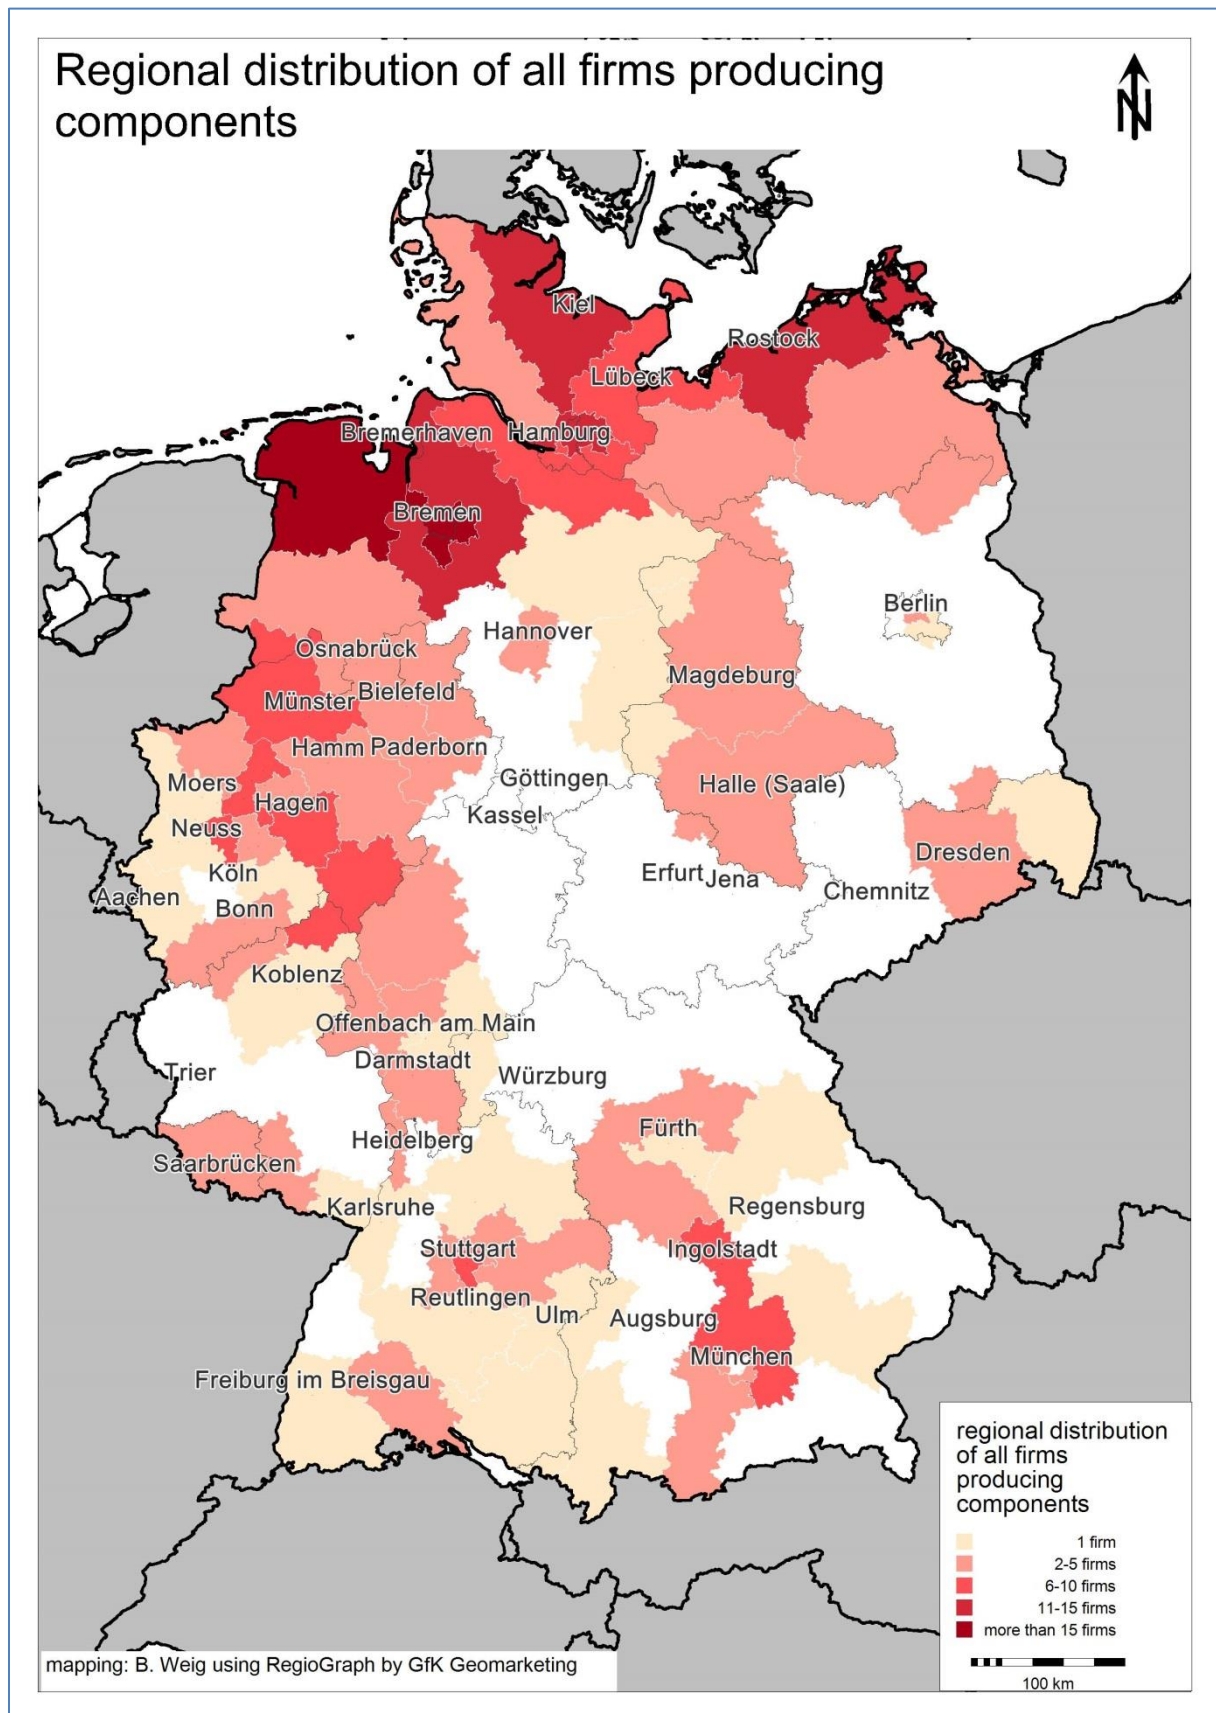 Regional distribution of all firms producing
components
N
Kiel
Rostock
Lübeck
Bremerhaven
Hamburg
Bremen
Berlin
Hannover
Osnabrück
Magdeburg
Bielefeld
Münster
Hamm
Paderborn
Göttingen
Moers
Halle (Saale)
Hagen
Kassel
Neuss
Dresden
Köln
Erfurt
Jena
Aachen
Chemnitz
Bonn
Koblenz
Offenbach am Main
Darmstadt
Trier
Würzburg
Fürth
Heidelberg
Saarbrücken
Karlsruhe
Regensburg
Stuttgart
Ingolstadt
Reutlingen
Ulm
Augsburg
München
Freiburg im Breisgau
regional distribution
of all firms
producing
components
1 firm
2-5 firms
6-10 firms
11-15 firms
more than 15 firms
100 km
mapping: B. Weig using RegioGraph by GfK Geomarketing